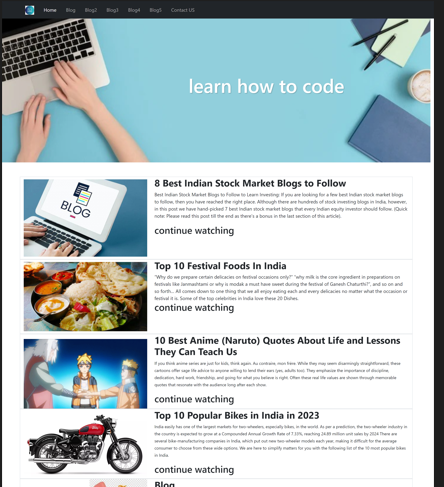 Home Blog Blog2 Blog3 Blog4 Blog5 Contact US
learn how to code
BLOG
8 Best Indian Stock Market Blogs to Follow
Best Indian Stock Market Blogs to Follow to Learn Investing: If you are looking for a few best Indian stock market blogs
to follow, then you have reached the right place. Although there are hundreds of stock investing blogs in India, however,
in this post we have hand-picked 7 best Indian stock market blogs that every Indian equity investor should follow. (Quick
note: Please read this post till the end as there's a bonus in the last section of this article).
continue watching
Top 10 Festival Foods In India
"Why do we prepare certain delicacies on festival occasions only?" "why milk is the core ingredient in preparations on
festivals like Janmashtami or why is modak a must have sweet during the festival of Ganesh Chaturthi?", and so on and
so forth... All comes down to one thing that we all enjoy eating each and every delicacies no matter what the occasion or
festival it is. Some of the top celebrities in India love these 20 Dishes.
continue watching
10 Best Anime (Naruto) Quotes About Life and Lessons
They Can Teach Us
If you think anime series are just for kids, think again. As contrarie, non frere. While they may seem disarmingly straightforward, these
cartoons offer sage life advice to anyone willing to lend their ears (yes, adults too). They emphasize the importance of discipline,
dedication, hard work, friendship, and going for what you believe is right. Often these real life values are shown through memorable
quotes that resonate with the audience long after each show.
continue watching
Top 10 Popular Bikes in India in 2023
India easily has one of the largest markets for two-wheelers, especially bikes, in the world. As per a prediction, the two-wheeler industry in
the country is expected to grow at a Compounded Annual Growth Rate of 7.33%, reaching 24.89 million unit sales by 2024.There are
several bike manufacturing companies in India, which put out new two-wheeler models each year, making it difficult for the average
consumer to choose from these wide options. We are here to simplify matters for you with the following list of the 10 most popular bikes
in India.
continue watching
Blog